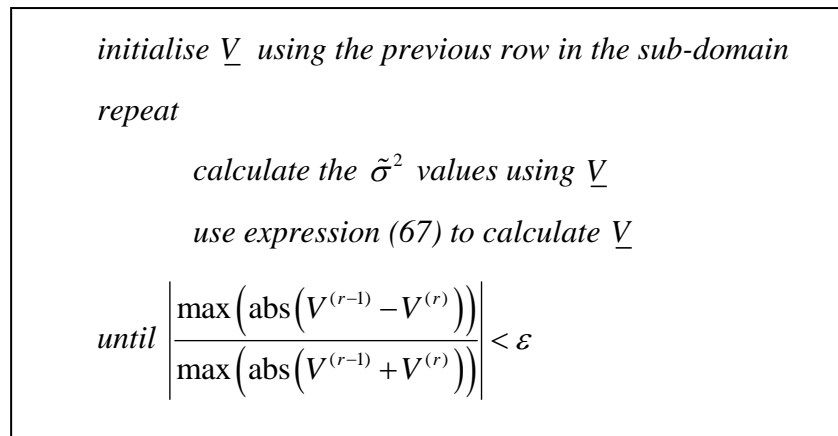 initialise V using the previous row in the sub-domain
repeat
calculate the σ̃² values using V
use expression (67) to calculate V
until |max(abs(V^(r−1) − V^(r))) / max(abs(V^(r−1) + V^(r)))| < ε